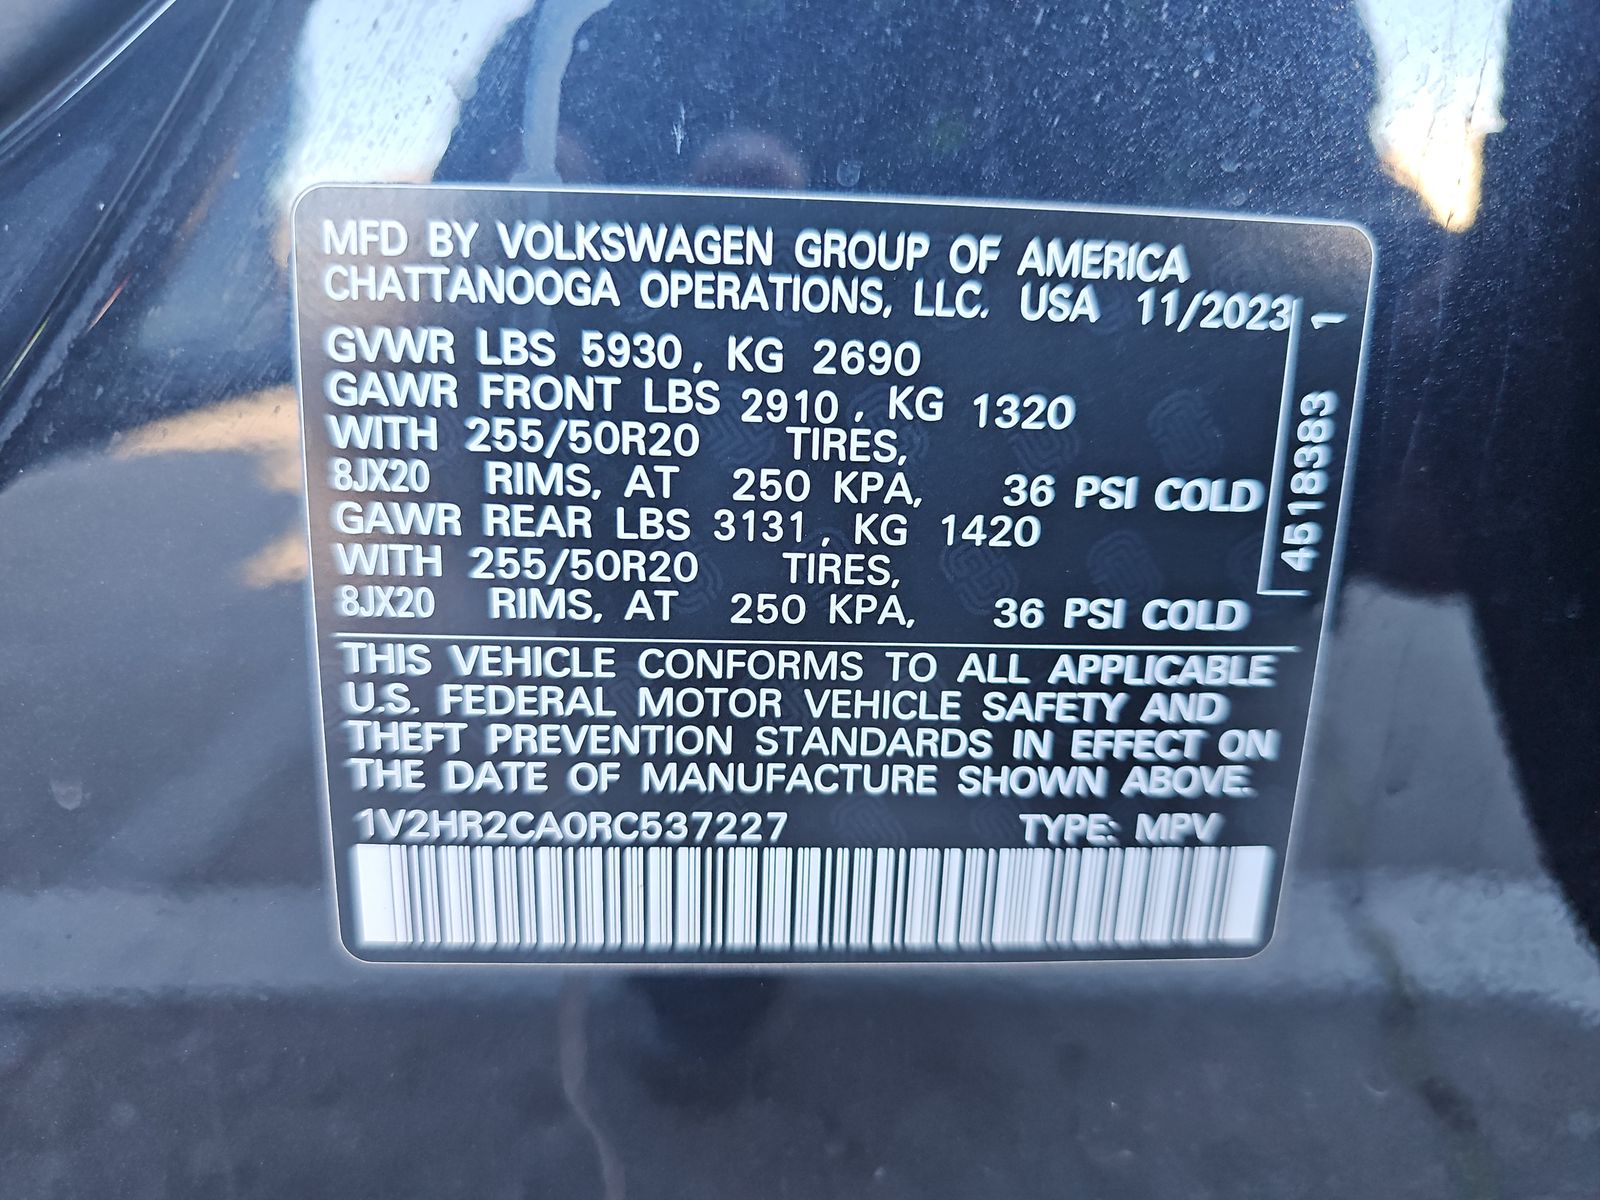 MFD BY VOLKSWAGEN GROUP OF AMERICA
CHATTANOOGA OPERATIONS, LLC. USA 11/2023
GVWR LBS 5930, KG 2690
GAWR FRONT LBS 2910, KG 1320
WITH 255/50R20 TIRES,
8JX20 RIMS, AT 250 KPA, 36 PSI COLD
GAWR REAR LBS 3131, KG 1420
WITH 255/50R20 TIRES,
8JX20 RIMS, AT 250 KPA, 36 PSI COLD
4518383 1
THIS VEHICLE CONFORMS TO ALL APPLICABLE
U.S. FEDERAL MOTOR VEHICLE SAFETY AND
THEFT PREVENTION STANDARDS IN EFFECT ON
THE DATE OF MANUFACTURE SHOWN ABOVE.
1V2HR2CA0RC537227 TYPE: MPV